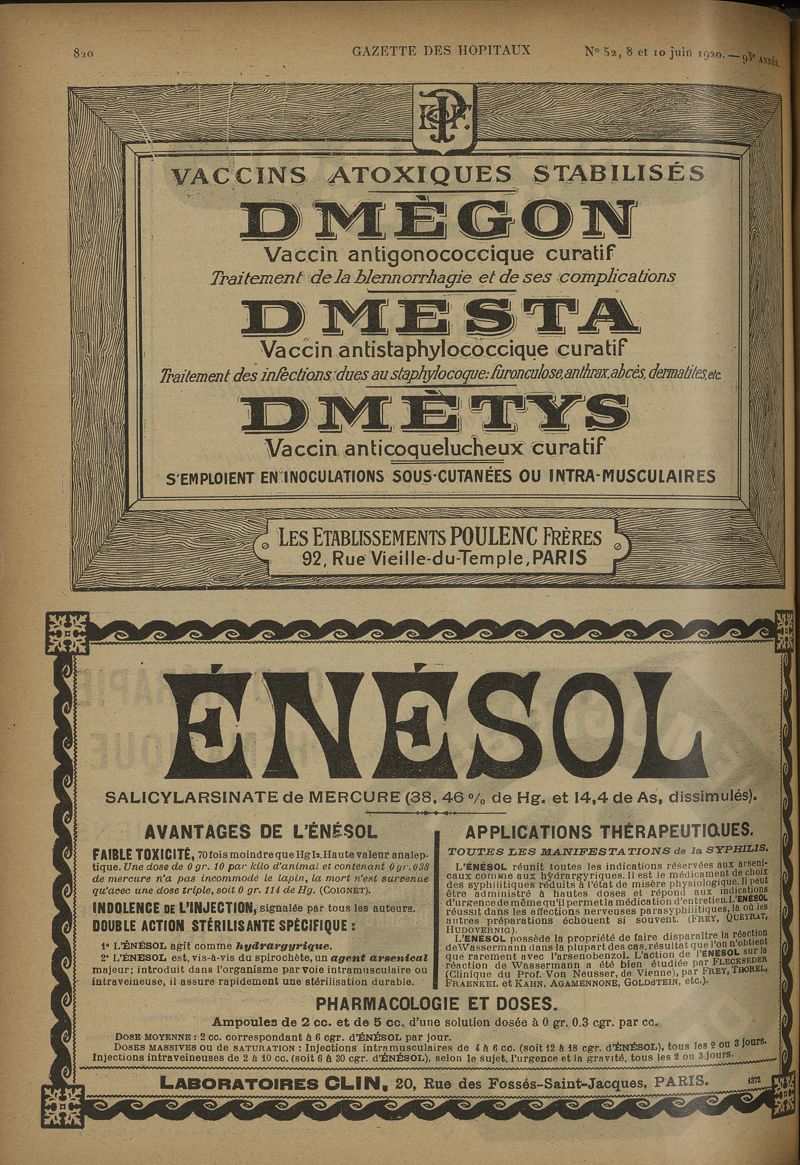 820 GAZETTE DES HOPITAUX N° 52, 8 et 10 juin 1920. — 93e ANNÉE.
VACCINS ATOXIQUES STABILISÉS
DMÈGON
Vaccin antigonococcique curatif
Traitement de la blennorrhagie et de ses complications
DMESTA
Vaccin antistaphylococcique curatif
Traitement des infections dues au staphylocoque: furonculose, anthrax, abcès, dermatites, etc.
DMÈTYS
Vaccin anticoquelucheux curatif
S'EMPLOIENT EN INOCULATIONS SOUS-CUTANÉES OU INTRA-MUSCULAIRES
LES ETABLISSEMENTS POULENC FRÈRES
92, Rue Vieille-du-Temple, PARIS
ÉNÉSOL
SALICYLARSINATE de MERCURE (38, 46 % de Hg. et 14,4 de As, dissimulés).
AVANTAGES DE L'ÉNÉSOL
FAIBLE TOXICITÉ, 70 fois moindre que HgI2. Haute valeur analep-
tique. Une dose de 0 gr. 10 par kilo d'animal et contenant 0 gr. 038
de mercure n'a pas incommodé le lapin, la mort n'est survenue
qu'avec une dose triple, soit 0 gr. 114 de Hg. (COIGNET).
INDOLENCE DE L'INJECTION, signalée par tous les auteurs.
DOUBLE ACTION STÉRILISANTE SPÉCIFIQUE :
1° L'ÉNÉSOL agit comme hydrargyrique.
2° L'ÉNÉSOL est, vis-à-vis du spirochète, un agent arsenical
majeur; introduit dans l'organisme par voie intramusculaire ou
intraveineuse, il assure rapidement une stérilisation durable.
APPLICATIONS THÉRAPEUTIQUES.
TOUTES LES MANIFESTATIONS de la SYPHILIS.
L'ÉNÉSOL réunit toutes les indications réservées aux arseni-
caux comme aux hydrargyriques. Il est le médicament de choix
des syphilitiques réduits à l'état de misère physiologique. Il peut
être administré à hautes doses et répond aux indications
d'urgence de même qu'il permet la médication d'entretien. L'ENESOL
réussit dans les affections nerveuses parasyphilitiques, là où les
autres préparations échouent si souvent. (FREY, QUEYRAT,
HUDOVERNIG).
L'ENESOL possède la propriété de faire disparaître la réaction
de Wassermann dans la plupart des cas, résultat que l'on n'obtient
que rarement avec l'arsenobenzol. L'action de l'ENESOL sur la
réaction de Wassermann a été bien étudiée par FLECKSEDER
(Clinique du Prof. Von Neusser, de Vienne), par FREY, THOREL,
FRAENKEL et KAHN, AGAMENNONE, GOLDSTEIN, etc.).
PHARMACOLOGIE ET DOSES.
Ampoules de 2 cc. et de 5 cc. d'une solution dosée à 0 gr. 0.3 cgr. par cc.
DOSE MOYENNE : 2 cc. correspondant à 6 cgr. d'ÉNÉSOL par jour.
DOSES MASSIVES OU de SATURATION : Injections intramusculaires de 4 à 6 cc. (soit 12 à 18 cgr. d'ÉNÉSOL), tous les 2 ou 3 jours.
Injections intraveineuses de 2 à 10 cc. (soit 6 à 30 cgr. d'ÉNÉSOL), selon le sujet, l'urgence et la gravité, tous les 2 ou 3 jours.
LABORATOIRES CLIN, 20, Rue des Fossés-Saint-Jacques, PARIS. 1372